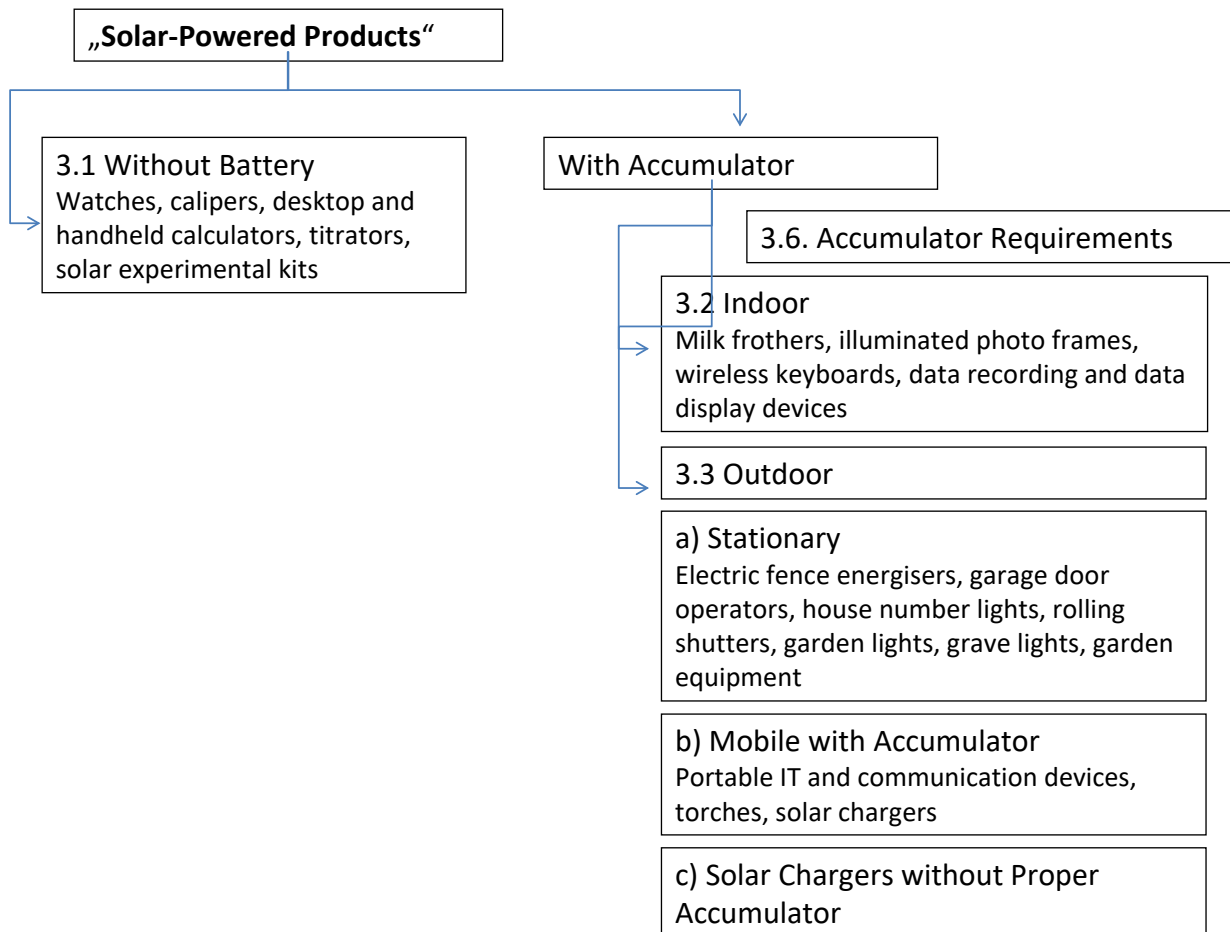 „Solar-Powered Products“
3.1 Without Battery
Watches, calipers, desktop and
handheld calculators, titrators,
solar experimental kits
With Accumulator
3.6. Accumulator Requirements
3.2 Indoor
Milk frothers, illuminated photo frames,
wireless keyboards, data recording and data
display devices
3.3 Outdoor
a) Stationary
Electric fence energisers, garage door
operators, house number lights, rolling
shutters, garden lights, grave lights, garden
equipment
b) Mobile with Accumulator
Portable IT and communication devices,
torches, solar chargers
c) Solar Chargers without Proper
Accumulator